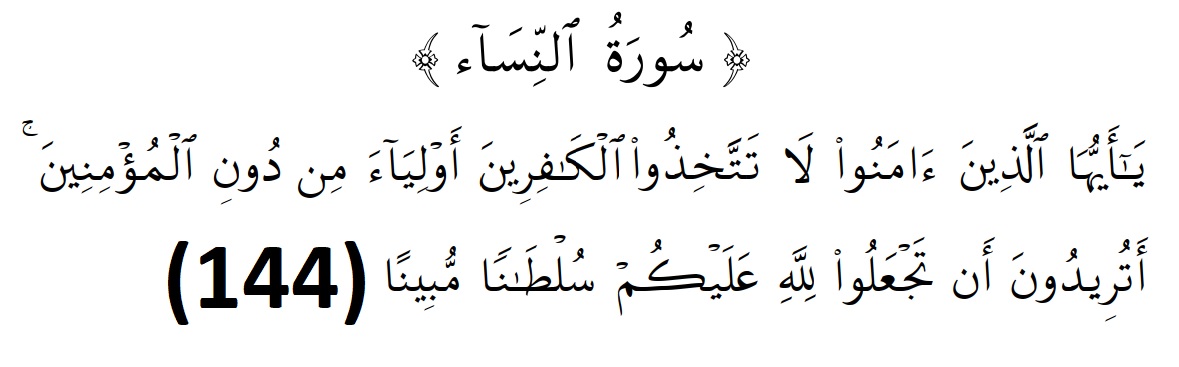 ﴿ سُورَةُ ٱلنِّسَآء ﴾
يَـٰٓأَيُّهَا ٱلَّذِينَ ءَامَنُوا۟ لَا تَتَّخِذُوا۟ ٱلْكَـٰفِرِينَ أَوْلِيَآءَ مِن دُونِ ٱلْمُؤْمِنِينَ ۚ
أَتُرِيدُونَ أَن تَجْعَلُوا۟ لِلَّهِ عَلَيْكُمْ سُلْطَـٰنًا مُّبِينًا (144)